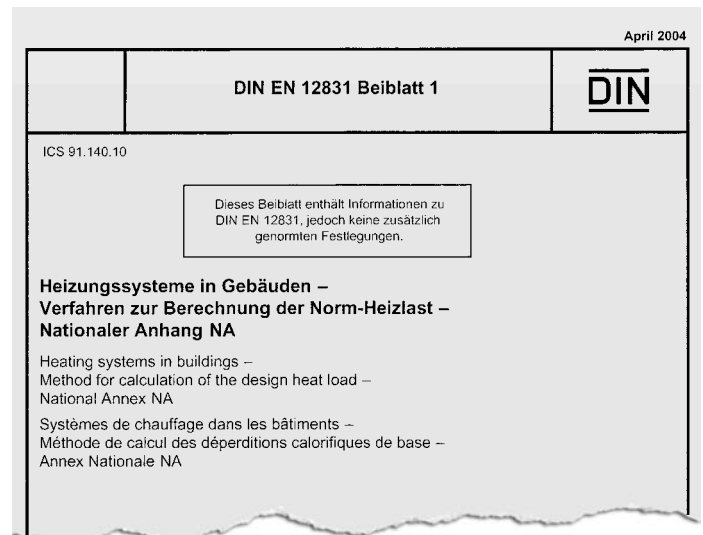 April 2004
DIN EN 12831 Beiblatt 1
DIN
ICS 91.140.10
Dieses Beiblatt enthält Informationen zu
DIN EN 12831, jedoch keine zusätzlich
genormten Festlegungen.
Heizungssysteme in Gebäuden –
Verfahren zur Berechnung der Norm-Heizlast –
Nationaler Anhang NA
Heating systems in buildings –
Method for calculation of the design heat load –
National Annex NA
Systèmes de chauffage dans les bâtiments –
Méthode de calcul des déperditions calorifiques de base –
Annex Nationale NA